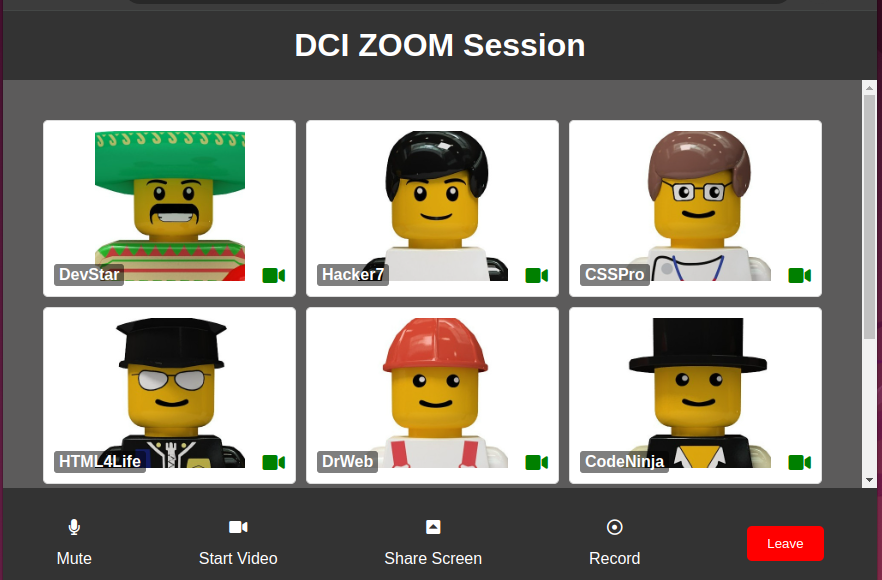 DCI ZOOM Session
DevStar
Hacker7
CSSPro
HTML4Life
DrWeb
CodeNinja
Mute
Start Video
Share Screen
Record
Leave